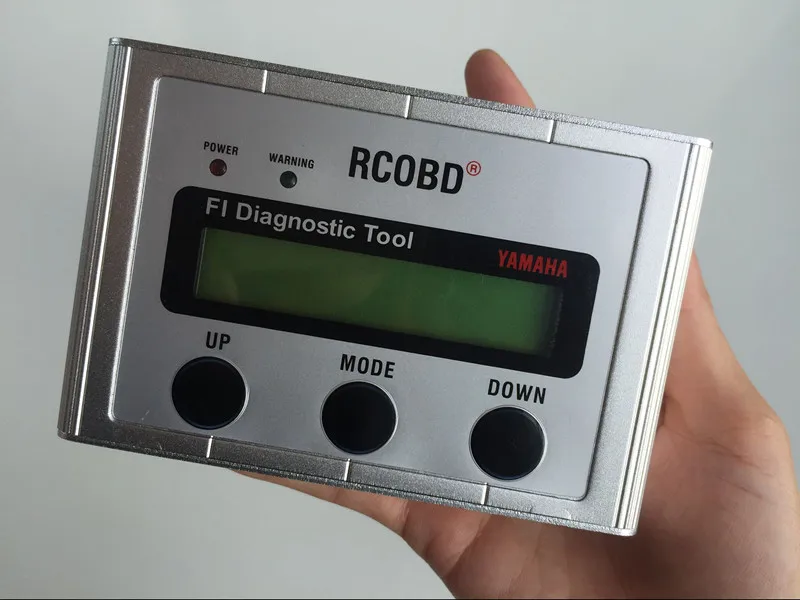 POWER
WARNING
RCOBD®
FI Diagnostic Tool
YAMAHA
UP
MODE
DOWN